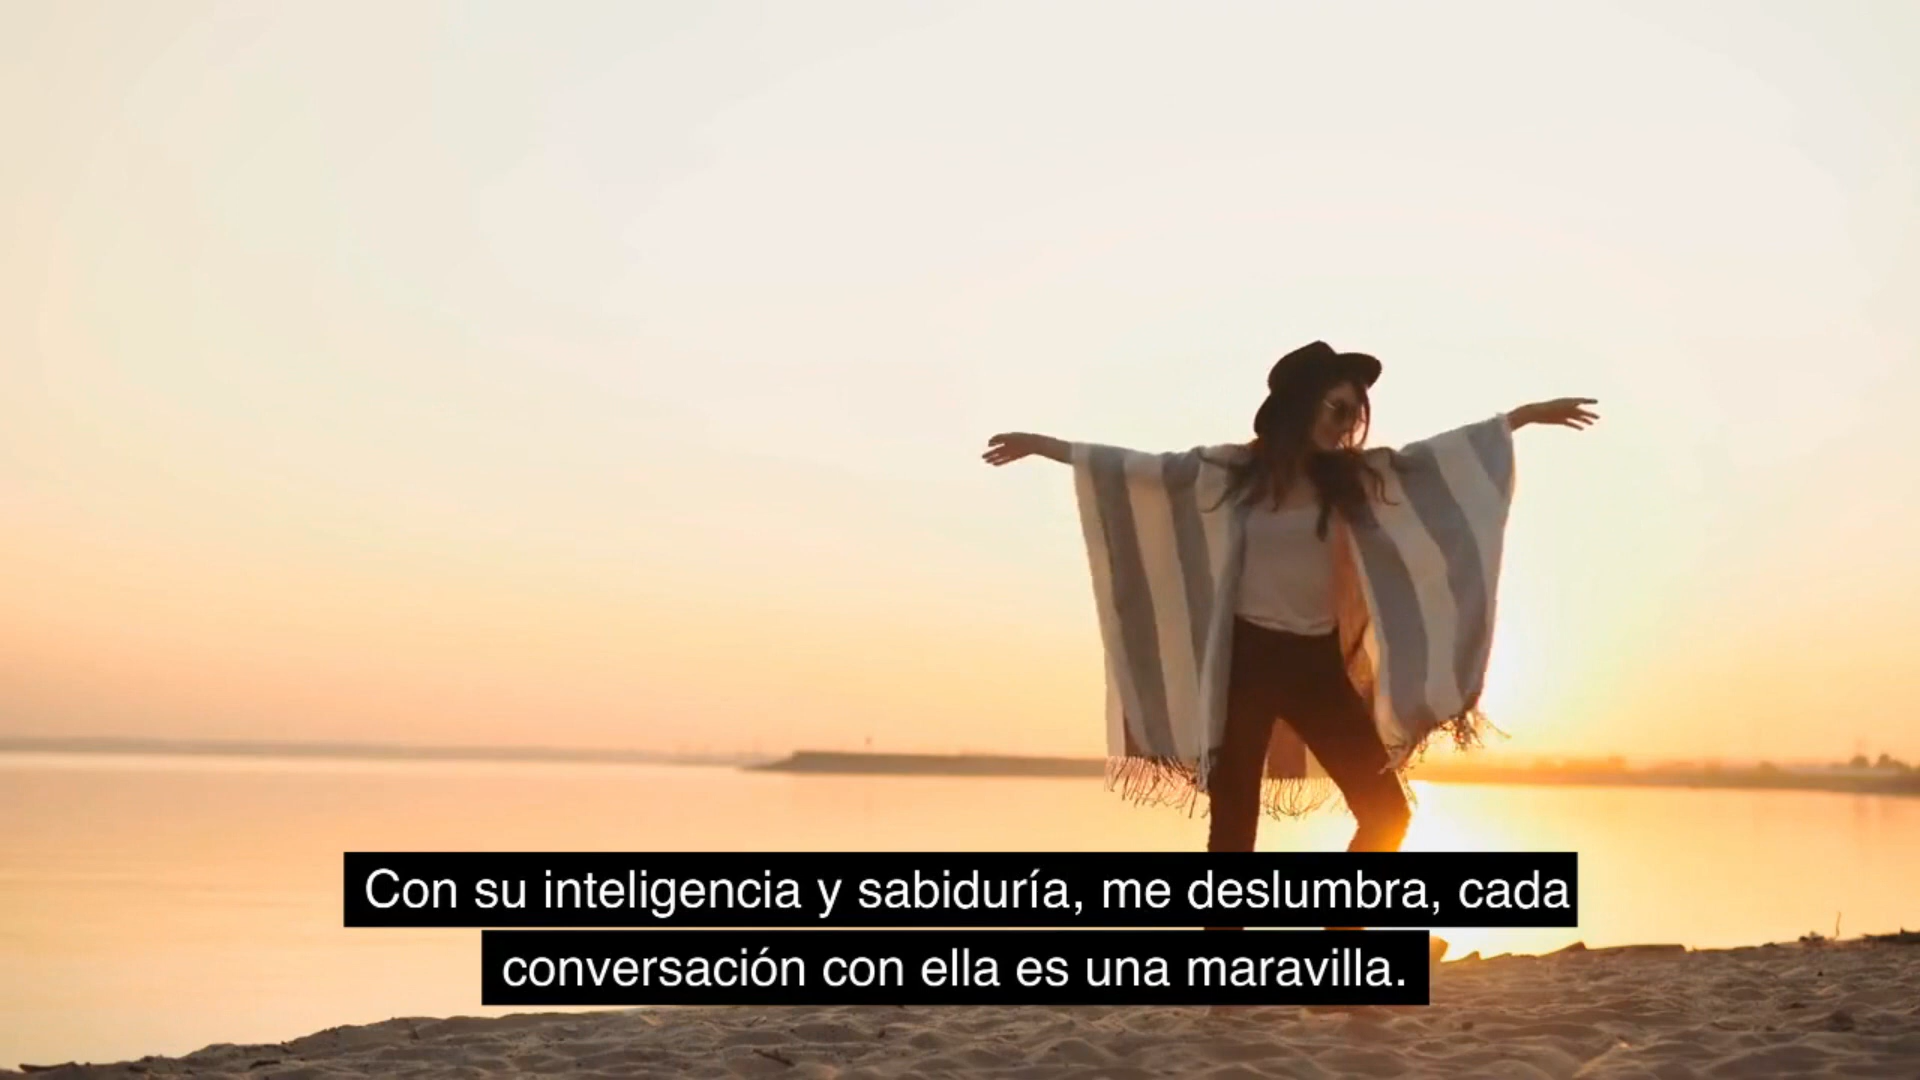 Con su inteligencia y sabiduría, me deslumbra, cada
conversación con ella es una maravilla.